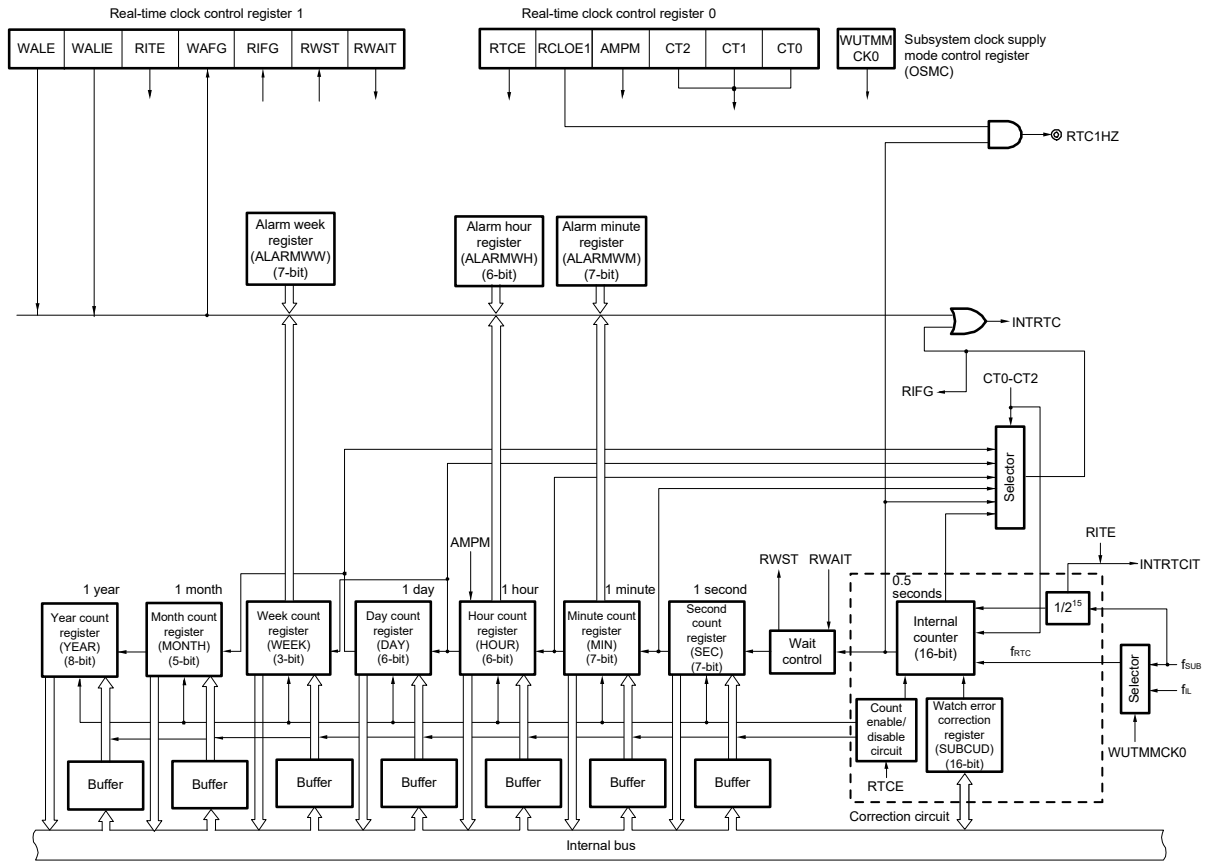 Real-time clock control register 1
Real-time clock control register 0
WALE
WALIE
RITE
WAFG
RIFG
RWST
RWAIT
RTCE
RCLOE1
AMPM
CT2
CT1
CT0
WUTMM
CK0
Subsystem clock supply
mode control register
(OSMC)
RTC1HZ
Alarm week
register
(ALARMWW)
(7-bit)
Alarm hour
register
(ALARMWH)
(6-bit)
Alarm minute
register
(ALARMWM)
(7-bit)
INTRTC
RIFG
CT0-CT2
Selector
RITE
INTRTCIT
AMPM
RWST
RWAIT
1 year
1 month
1 day
1 hour
1 minute
1 second
0.5
seconds
Year count
register
(YEAR)
(8-bit)
Month count
register
(MONTH)
(5-bit)
Week count
register
(WEEK)
(3-bit)
Day count
register
(DAY)
(6-bit)
Hour count
register
(HOUR)
(6-bit)
Minute count
register
(MIN)
(7-bit)
Second
count
register
(SEC)
(7-bit)
Wait
control
Internal
counter
(16-bit)
1/2¹⁵
fRTC
Selector
fSUB
fIL
WUTMMCK0
Count
enable/
disable
circuit
Watch error
correction
register
(SUBCUD)
(16-bit)
RTCE
Correction circuit
Buffer
Buffer
Buffer
Buffer
Buffer
Buffer
Buffer
Internal bus